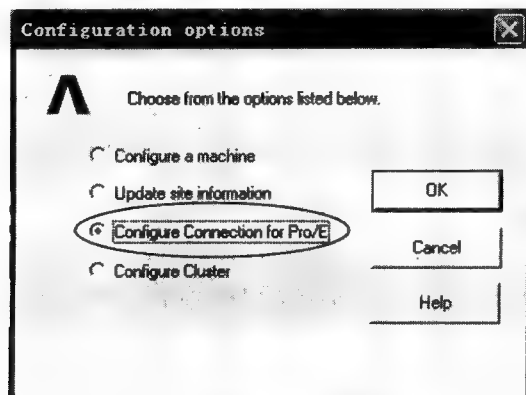 Configuration options
Choose from the options listed below.
Configure a machine
Update site information
Configure Connection for Pro/E
Configure Cluster
OK
Cancel
Help